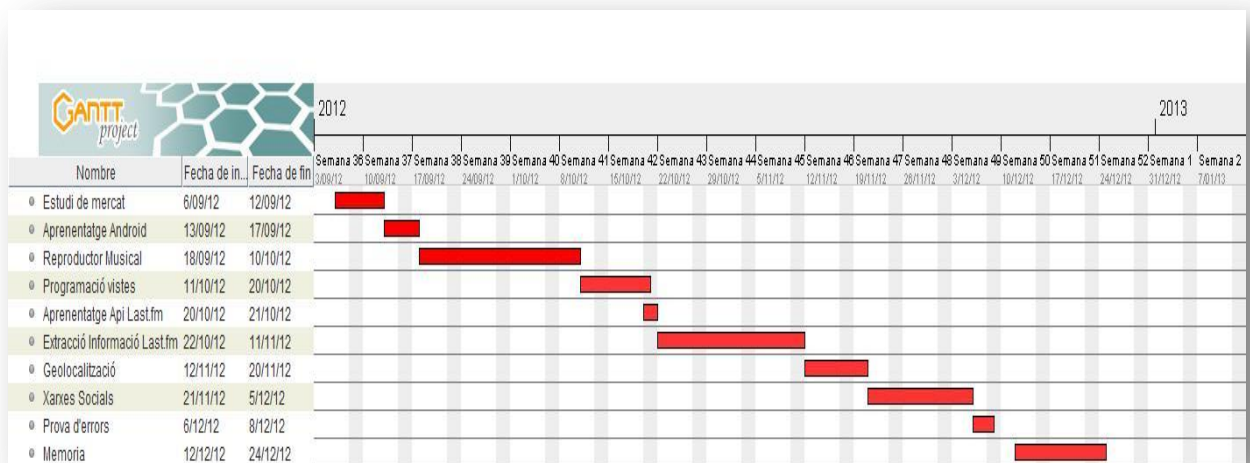 GANTT
project
2012 2013
Semana 36 Semana 37 Semana 38 Semana 39 Semana 40 Semana 41 Semana 42 Semana 43 Semana 44 Semana 45 Semana 46 Semana 47 Semana 48 Semana 49 Semana 50 Semana 51 Semana 52 Semana 1 Semana 2
3/09/12 10/09/12 17/09/12 24/09/12 1/10/12 8/10/12 15/10/12 22/10/12 29/10/12 5/11/12 12/11/12 19/11/12 26/11/12 3/12/12 10/12/12 17/12/12 24/12/12 31/12/12 7/01/13
Nombre Fecha de in... Fecha de fin
Estudi de mercat 6/09/12 12/09/12
Aprenentatge Android 13/09/12 17/09/12
Reproductor Musical 18/09/12 10/10/12
Programació vistes 11/10/12 20/10/12
Aprenentatge Api Last.fm 20/10/12 21/10/12
Extracció Informació Last.fm 22/10/12 11/11/12
Geolocalització 12/11/12 20/11/12
Xarxes Socials 21/11/12 5/12/12
Prova d'errors 6/12/12 8/12/12
Memoria 12/12/12 24/12/12